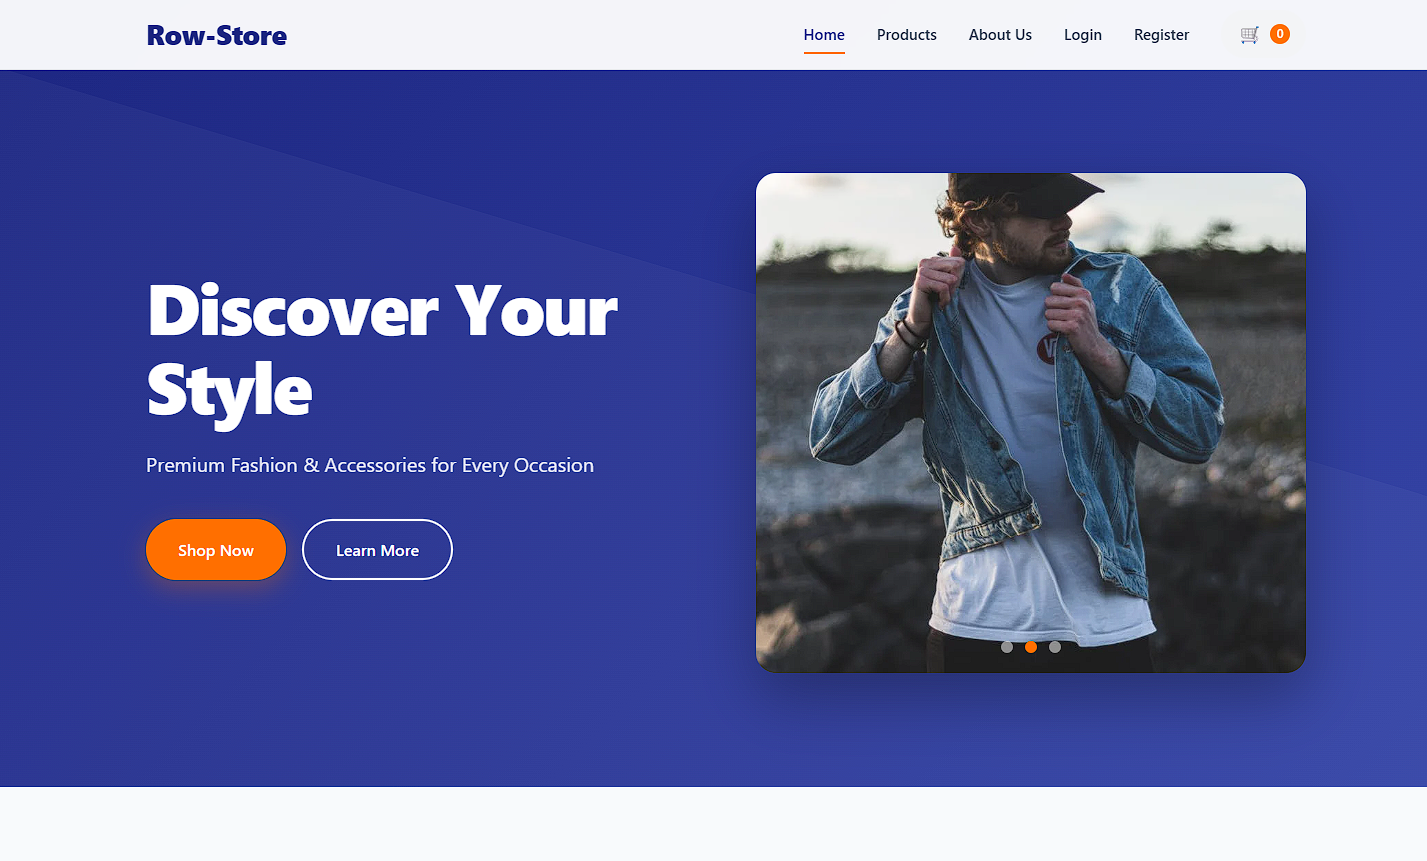 Row-Store
Home
Products
About Us
Login
Register
0
Discover Your
Style
Premium Fashion & Accessories for Every Occasion
Shop Now
Learn More